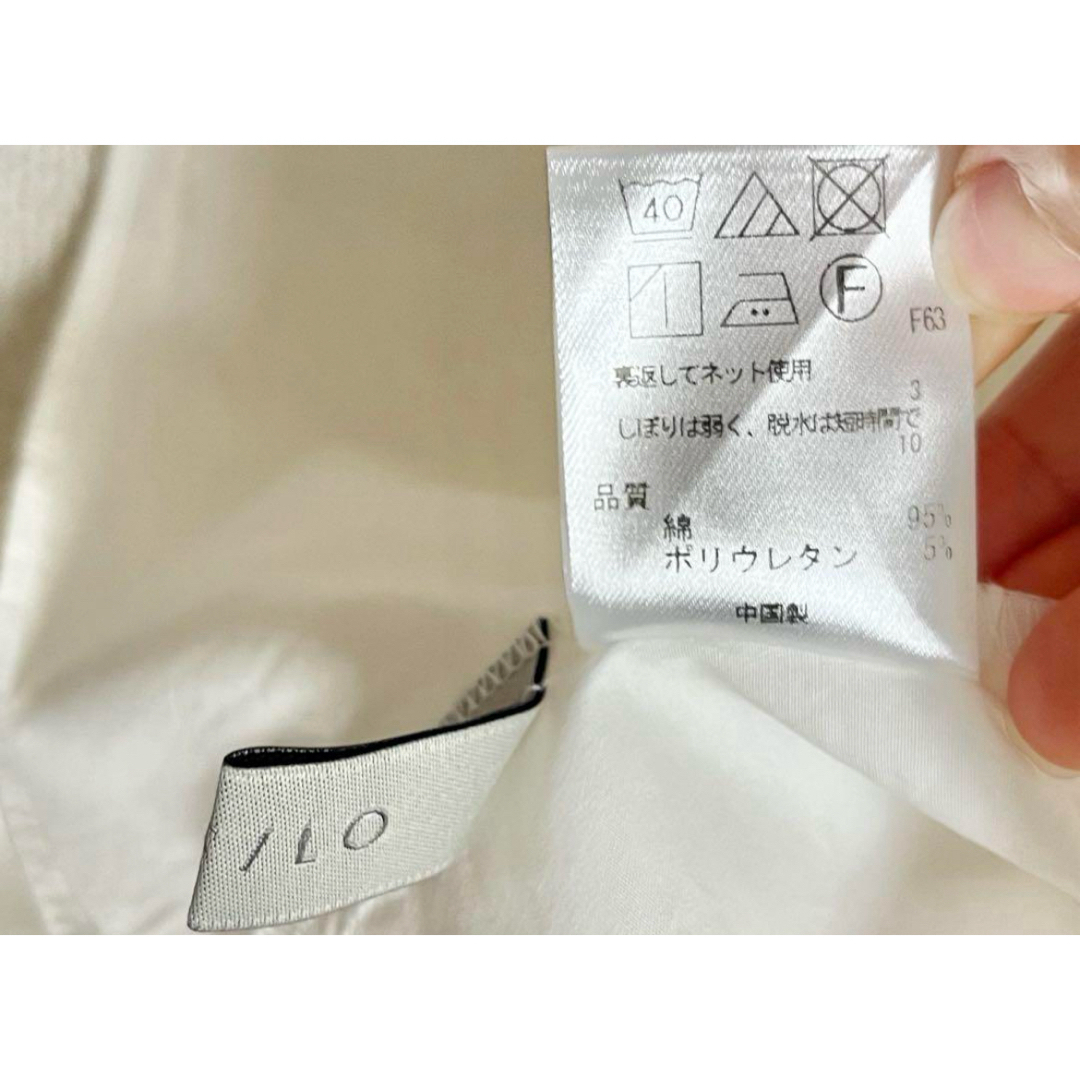 40
F
F63
裏返してネット使用
3
しぼりは弱く、脱水は短時間で
10
品質
綿 95%
ポリウレタン 5%
中国製
ILO